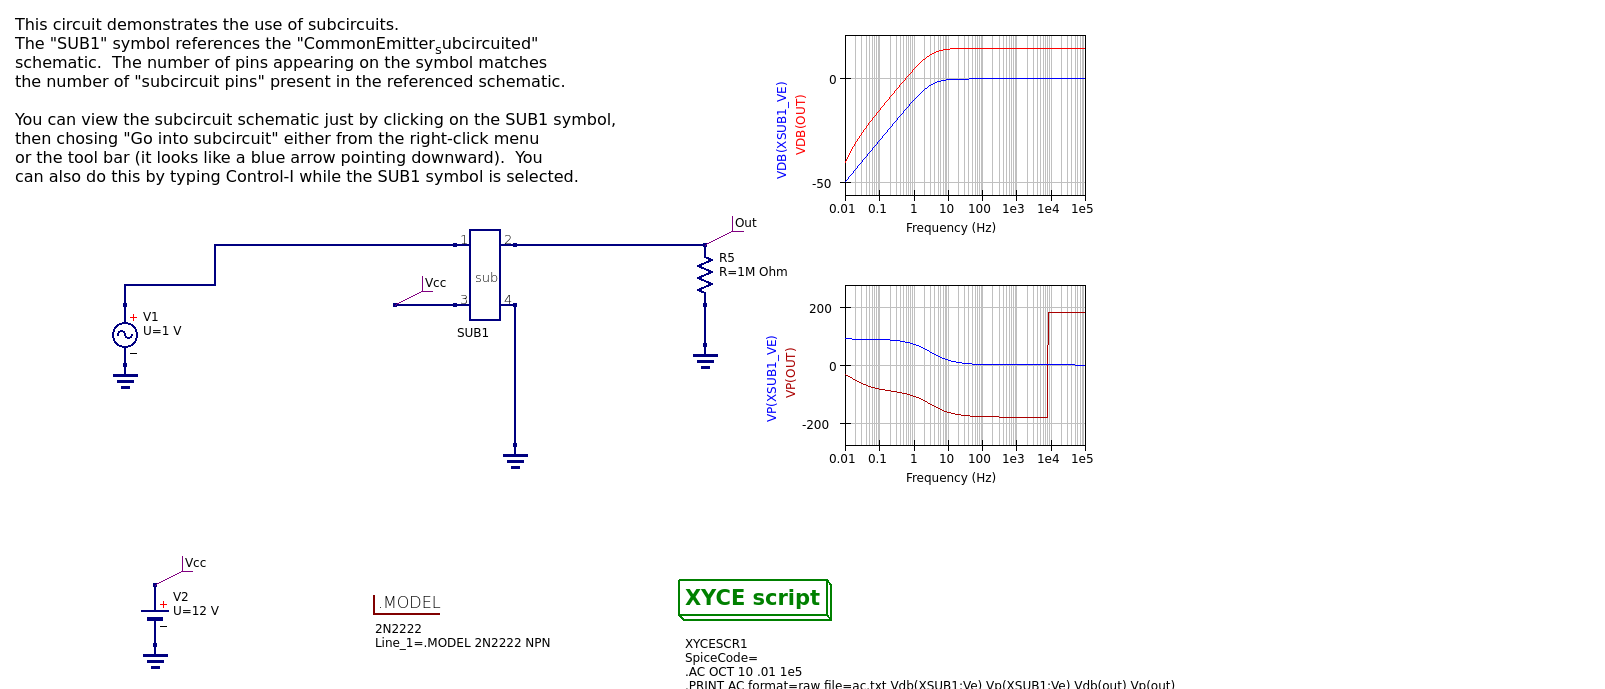 This circuit demonstrates the use of subcircuits.
The "SUB1" symbol references the "CommonEmittersubcircuited"
schematic.  The number of pins appearing on the symbol matches
the number of "subcircuit pins" present in the referenced schematic.
You can view the subcircuit schematic just by clicking on the SUB1 symbol,
then chosing "Go into subcircuit" either from the right-click menu
or the tool bar (it looks like a blue arrow pointing downward).  You
can also do this by typing Control-I while the SUB1 symbol is selected.
VDB(XSUB1_VE)
VDB(OUT)
0
-50
0.01 0.1 1 10 100 1e3 1e4 1e5
Frequency (Hz)
VP(XSUB1_VE)
VP(OUT)
200
0
-200
0.01 0.1 1 10 100 1e3 1e4 1e5
Frequency (Hz)
1
2
3
4
sub
SUB1
Vcc
Out
R5
R=1M Ohm
+
V1
U=1 V
−
Vcc
+
V2
U=12 V
−
.MODEL
2N2222
Line_1=.MODEL 2N2222 NPN
XYCE script
XYCESCR1
SpiceCode=
.AC OCT 10 .01 1e5
.PRINT AC format=raw file=ac.txt Vdb(XSUB1:Ve) Vp(XSUB1:Ve) Vdb(out) Vp(out)